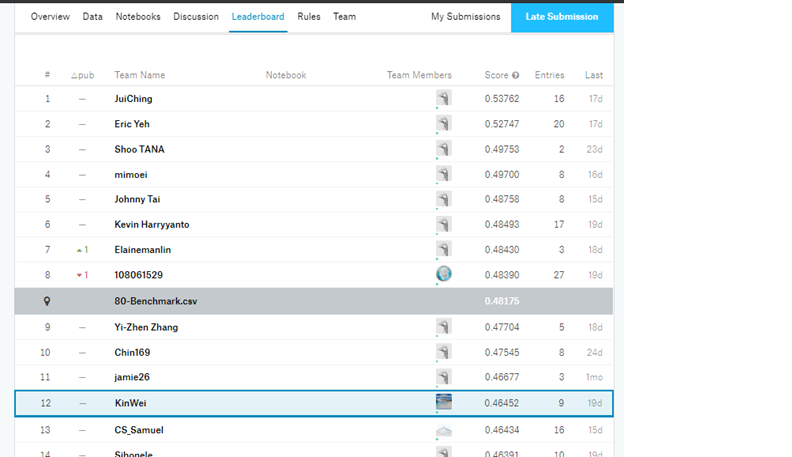 Overview Data Notebooks Discussion Leaderboard Rules Team My Submissions Late Submission
# △pub Team Name Notebook Team Members Score Entries Last
1 — JuiChing 0.53762 16 17d
2 — Eric Yeh 0.52747 20 17d
3 — Shoo TANA 0.49753 2 23d
4 — mimoei 0.49700 8 16d
5 — Johnny Tai 0.48758 8 15d
6 — Kevin Harryyanto 0.48493 17 19d
7 1 Elainemanlin 0.48430 3 18d
8 1 108061529 0.48390 27 19d
80-Benchmark.csv 0.48175
9 — Yi-Zhen Zhang 0.47704 5 18d
10 — Chin169 0.47545 8 24d
11 — jamie26 0.46677 3 1mo
12 — KinWei 0.46452 9 19d
13 — CS_Samuel 0.46434 16 15d
14 — Sibonele 0.46391 10 19d